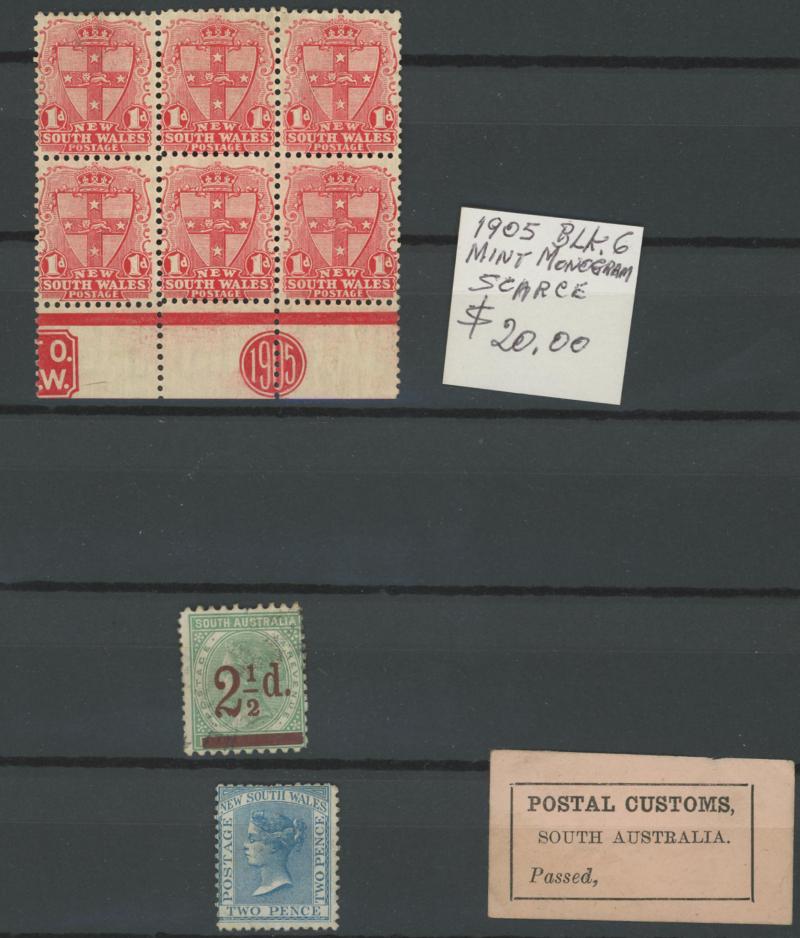 1d 1d 1d 1d 1d 1d
NEW NEW NEW
SOUTH WALES SOUTH WALES SOUTH WALES
POSTAGE POSTAGE POSTAGE
1d 1d 1d 1d 1d 1d
NEW NEW NEW
SOUTH WALES SOUTH WALES SOUTH WALES
POSTAGE POSTAGE POSTAGE
O.
W.
1905
1905 BLK. 6
MINT MONOGRAM
SCARCE
$20.00
SOUTH AUSTRALIA
POSTAGE
REVENUE
2½d.
NEW SOUTH WALES
POSTAGE
TWO PENCE
TWO PENCE
POSTAL CUSTOMS,
SOUTH AUSTRALIA.
Passed,